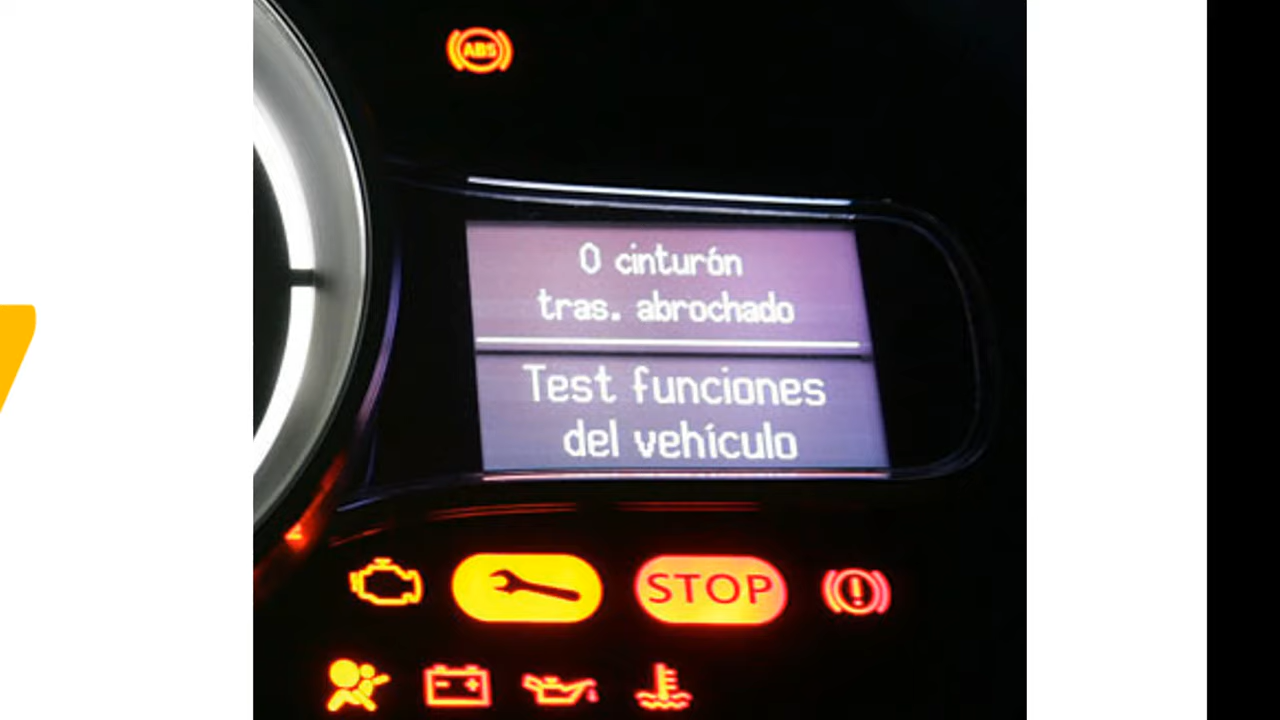 ABS
0 cinturón
tras. abrochado
Test funciones
del vehículo
STOP